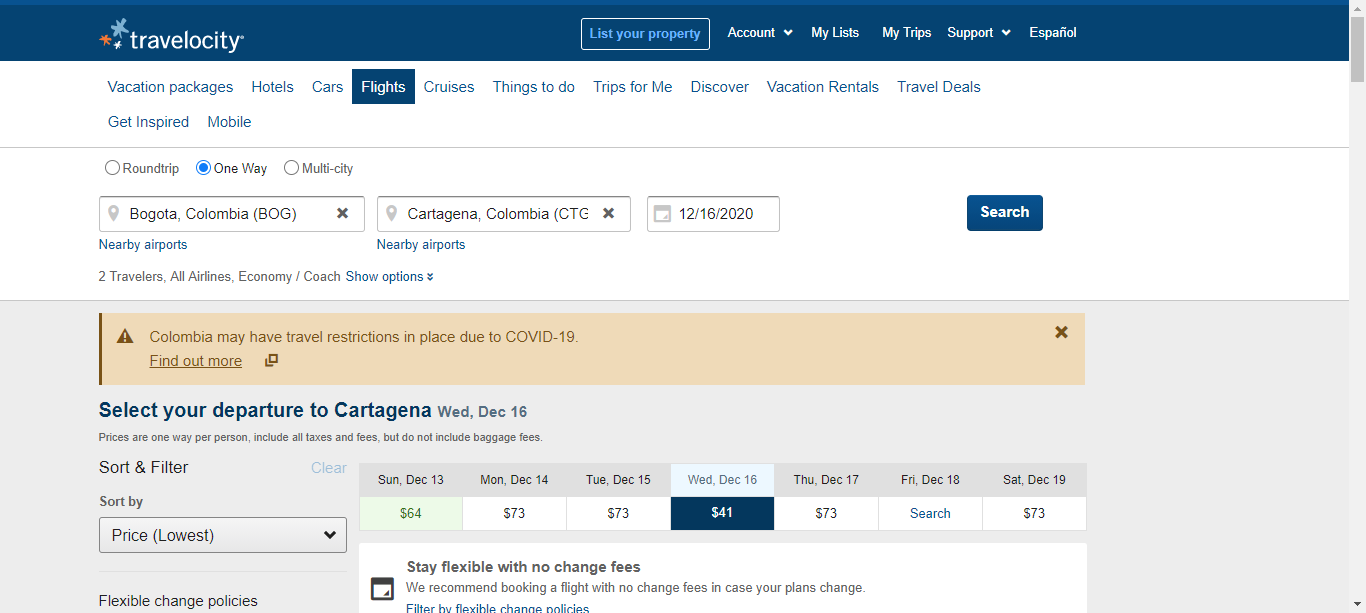 travelocity
List your property
Account
My Lists
My Trips
Support
Español
Vacation packages
Hotels
Cars
Flights
Cruises
Things to do
Trips for Me
Discover
Vacation Rentals
Travel Deals
Get Inspired
Mobile
Roundtrip
One Way
Multi-city
Bogota, Colombia (BOG)
Cartagena, Colombia (CTG
12/16/2020
Search
Nearby airports
Nearby airports
2 Travelers, All Airlines, Economy / Coach Show options
Colombia may have travel restrictions in place due to COVID-19.
Find out more
Select your departure to Cartagena Wed, Dec 16
Prices are one way per person, include all taxes and fees, but do not include baggage fees.
Sort & Filter
Clear
Sort by
Price (Lowest)
Flexible change policies
Sun, Dec 13
Mon, Dec 14
Tue, Dec 15
Wed, Dec 16
Thu, Dec 17
Fri, Dec 18
Sat, Dec 19
$64
$73
$73
$41
$73
Search
$73
Stay flexible with no change fees
We recommend booking a flight with no change fees in case your plans change.
Filter by flexible change policies